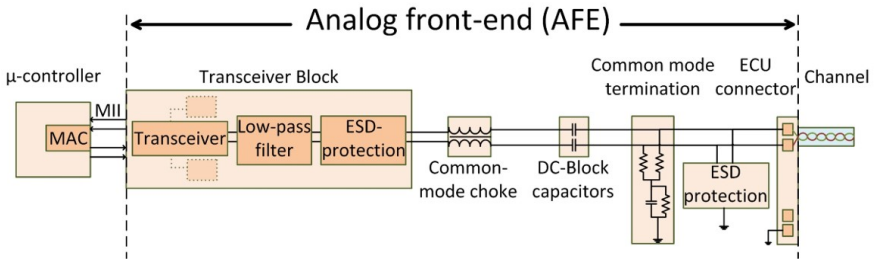 Analog front-end (AFE)
μ-controller
Transceiver Block
Common mode
termination
ECU
connector
Channel
MII
MAC
Transceiver
Low-pass
filter
ESD-
protection
Common-
mode choke
DC-Block
capacitors
ESD
protection